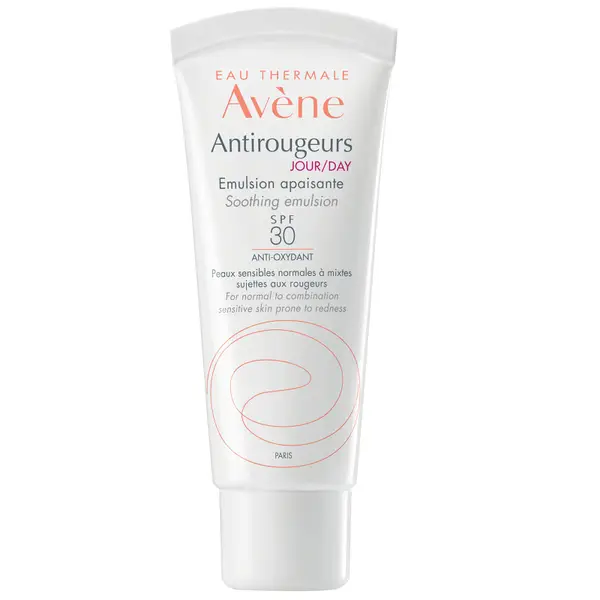 EAU THERMALE
Avène
Antirougeurs
JOUR/DAY
Emulsion apaisante
Soothing emulsion
SPF
30
ANTI-OXYDANT
Peaux sensibles normales à mixtes
sujettes aux rougeurs
For normal to combination
sensitive skin prone to redness
PARIS